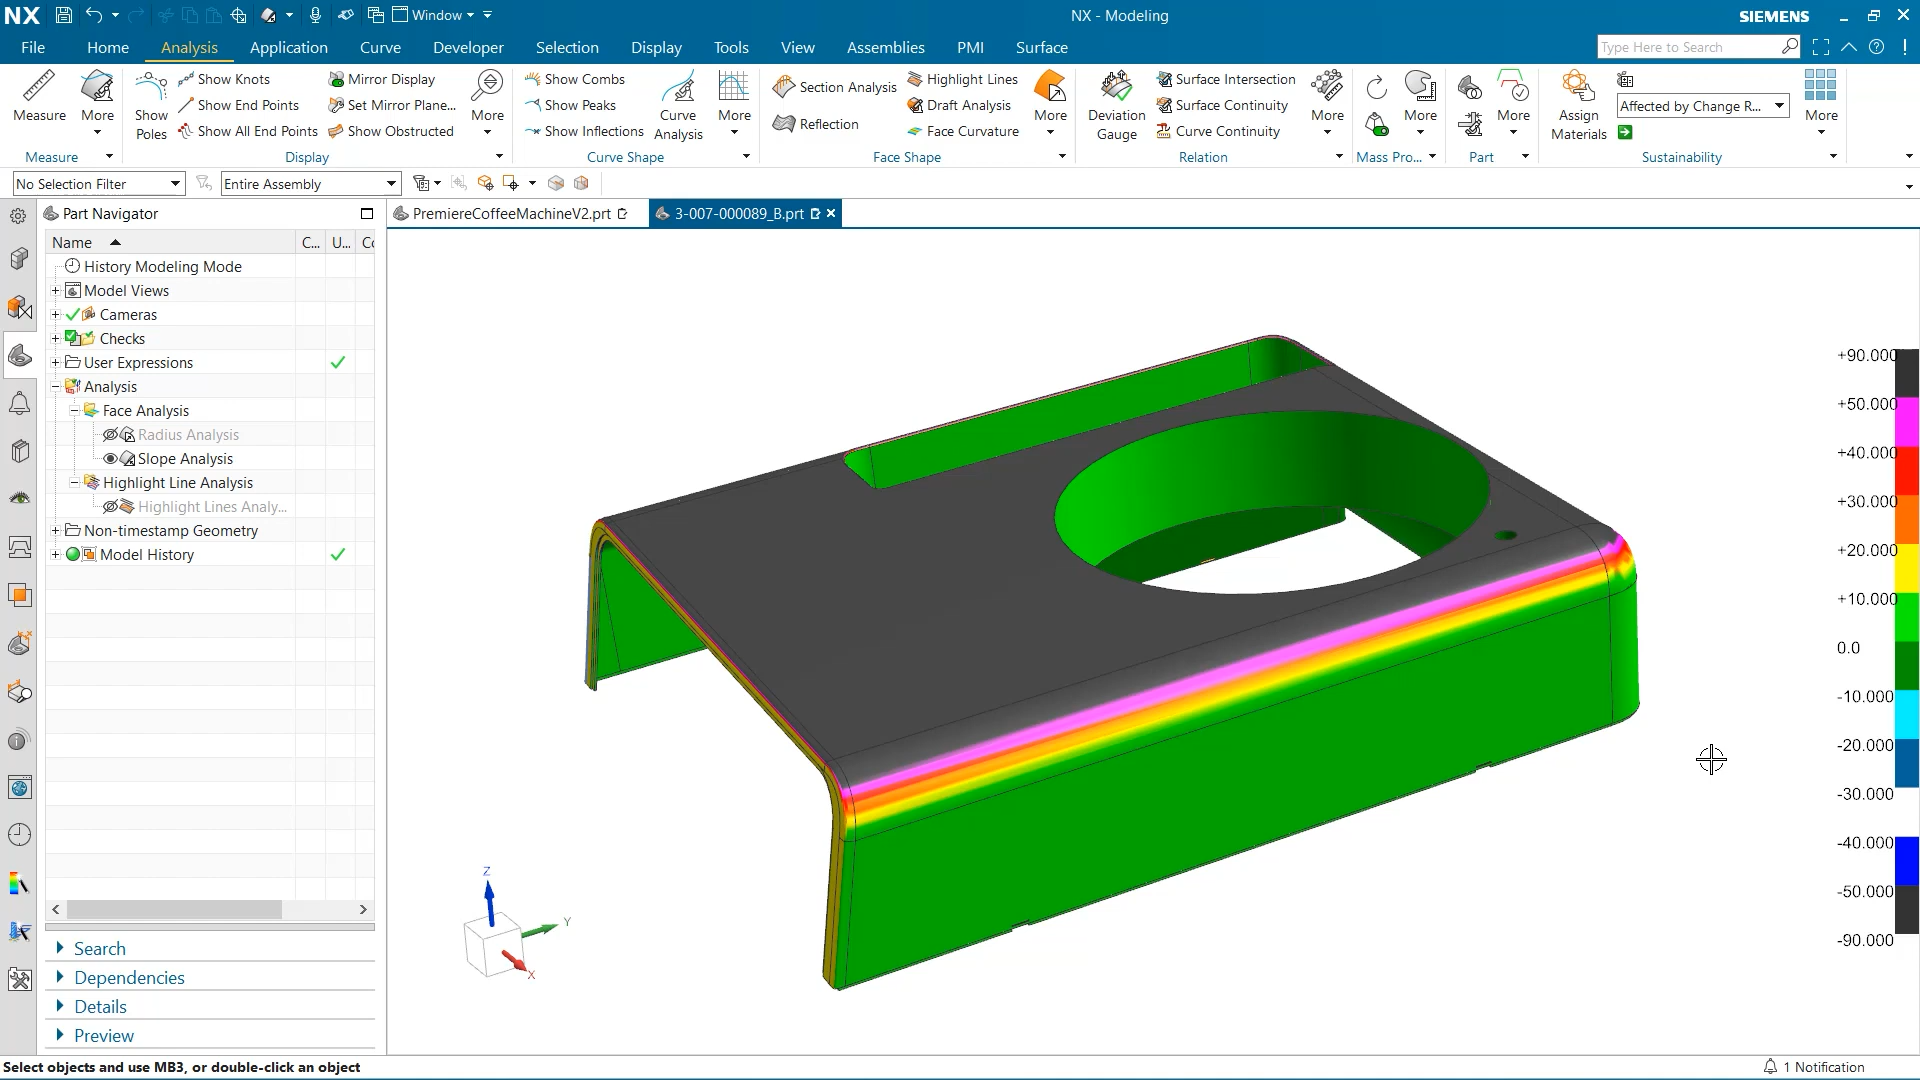 NX
Window
NX - Modeling
SIEMENS
File Home Analysis Application Curve Developer Selection Display Tools View Assemblies PMI Surface
Type Here to Search
Measure
More
Measure
Show Poles
Show Knots
Show End Points
Show All End Points
Mirror Display
Set Mirror Plane...
Show Obstructed
More
Display
Show Combs
Show Peaks
Show Inflections
Curve Analysis
More
Curve Shape
Section Analysis
Reflection
Highlight Lines
Draft Analysis
Face Curvature
More
Face Shape
Deviation Gauge
Surface Intersection
Surface Continuity
Curve Continuity
More
Relation
More
Mass Pro...
More
Part
Assign Materials
Affected by Change R...
More
Sustainability
No Selection Filter
Entire Assembly
Part Navigator
PremiereCoffeeMachineV2.prt
3-007-000089_B.prt
Name C... U... Co
History Modeling Mode
Model Views
Cameras
Checks
User Expressions
Analysis
Face Analysis
Radius Analysis
Slope Analysis
Highlight Line Analysis
Highlight Lines Analy...
Non-timestamp Geometry
Model History
Search
Dependencies
Details
Preview
Z
Y
X
+90.000
+50.000
+40.000
+30.000
+20.000
+10.000
0.0
-10.000
-20.000
-30.000
-40.000
-50.000
-90.000
Select objects and use MB3, or double-click an object
1 Notification